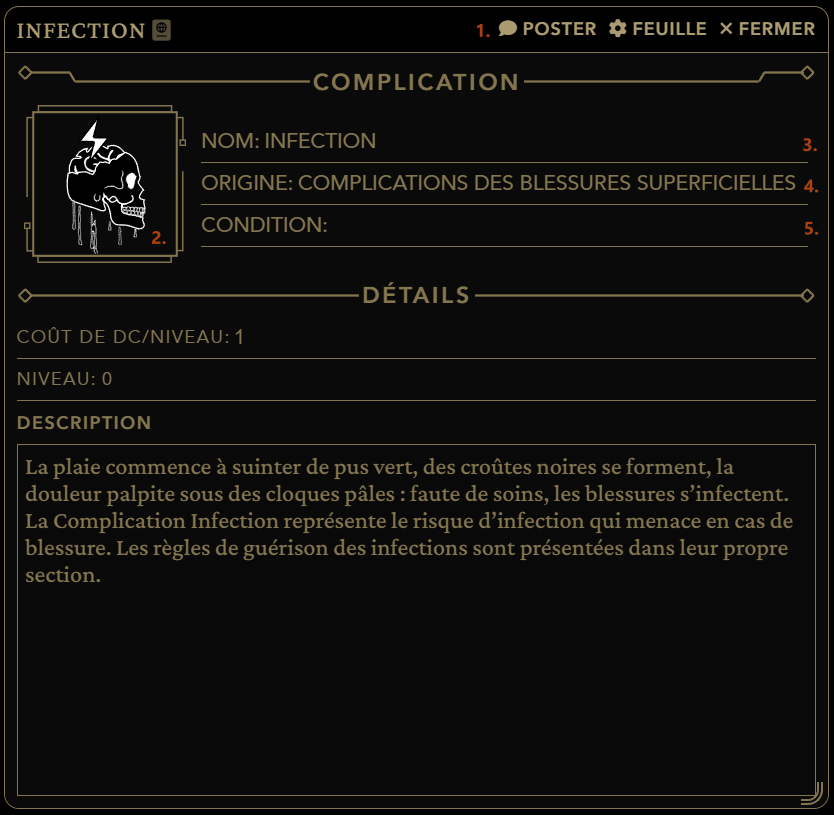 INFECTION 1. POSTER FEUILLE × FERMER
COMPLICATION
2.
NOM: INFECTION 3.
ORIGINE: COMPLICATIONS DES BLESSURES SUPERFICIELLES 4.
CONDITION: 5.
DÉTAILS
COÛT DE DC/NIVEAU: 1
NIVEAU: 0
DESCRIPTION
La plaie commence à suinter de pus vert, des croûtes noires se forment, la
douleur palpite sous des cloques pâles : faute de soins, les blessures s’infectent.
La Complication Infection représente le risque d’infection qui menace en cas de
blessure. Les règles de guérison des infections sont présentées dans leur propre
section.